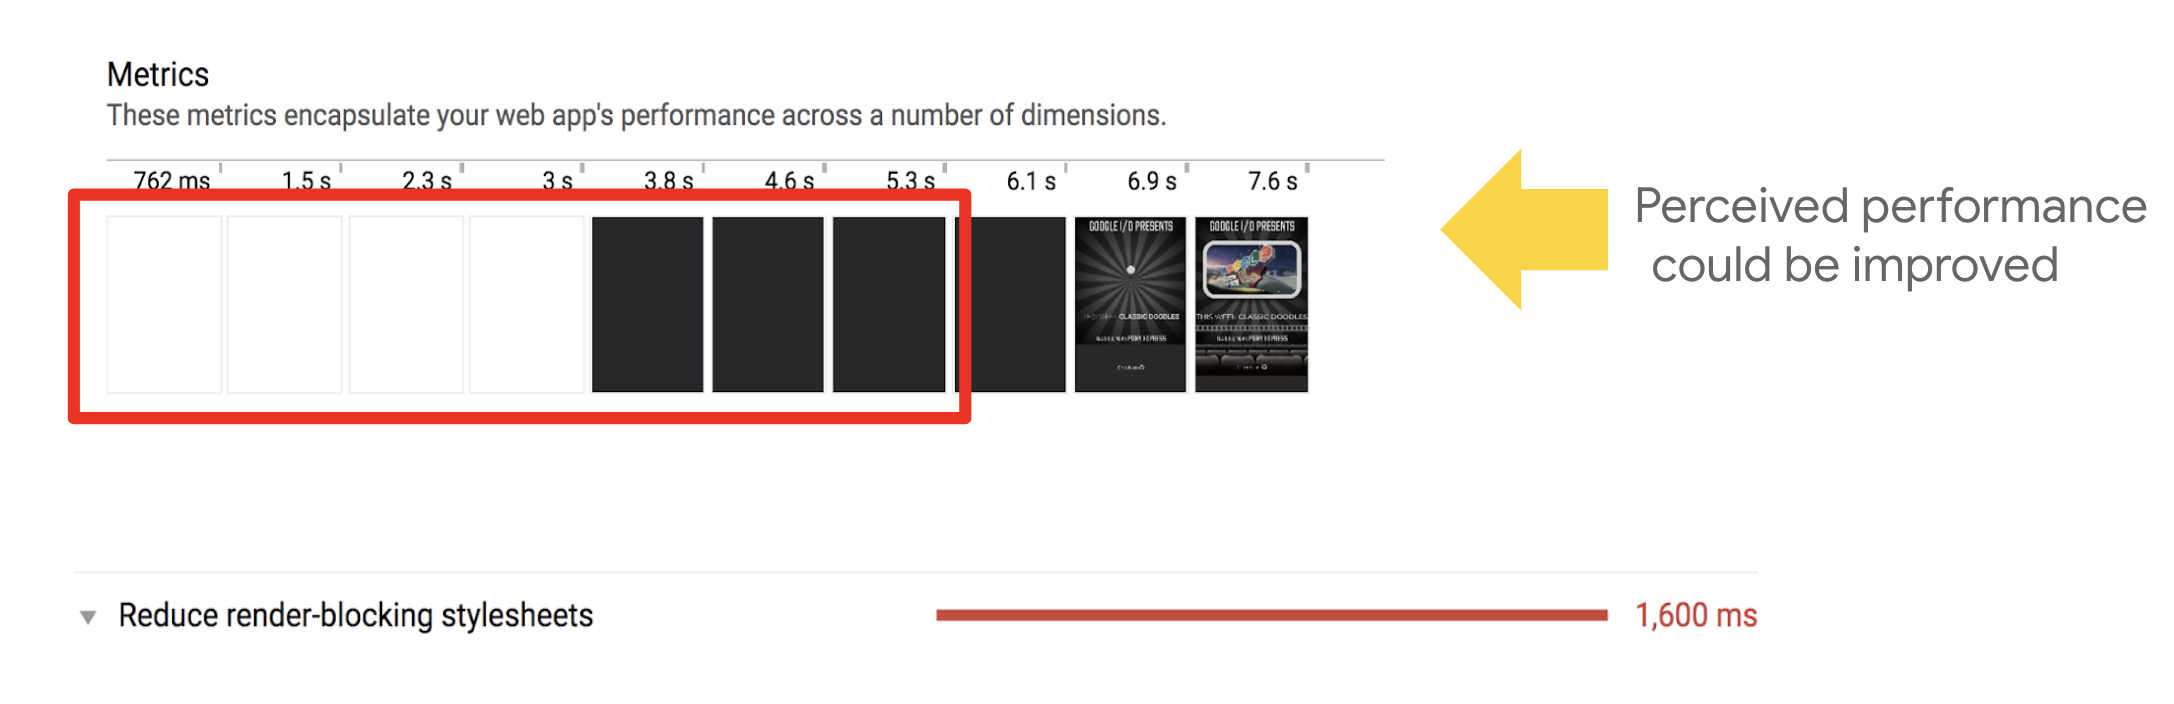 Metrics
These metrics encapsulate your web app's performance across a number of dimensions.
762 ms 1.5 s 2.3 s 3 s 3.8 s 4.6 s 5.3 s 6.1 s 6.9 s 7.6 s
Perceived performance
could be improved
GOOGLE I/O PRESENTS GOOGLE I/O PRESENTS
CLASSIC DOODLES THIS WEEK CLASSIC DOODLES
PONY EXPRESS PONY EXPRESS
Reduce render-blocking stylesheets 1,600 ms